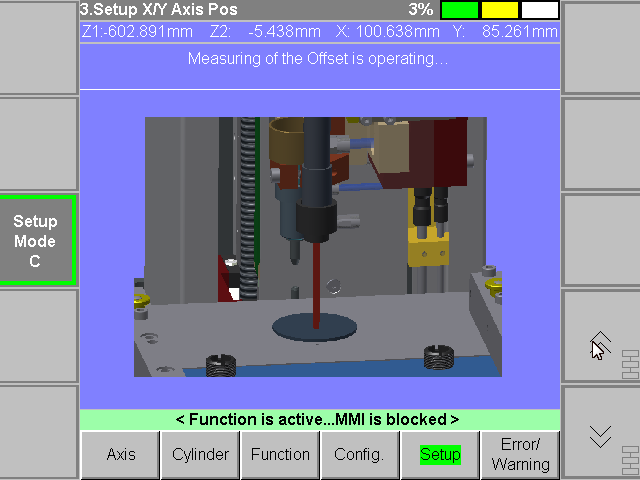 3.Setup X/Y Axis Pos 3%
Z1:-602.891mm Z2: -5.438mm X: 100.638mm Y: 85.261mm
Measuring of the Offset is operating...
Setup
Mode
C
< Function is active...MMI is blocked >
Axis Cylinder Function Config. Setup Error/
Warning